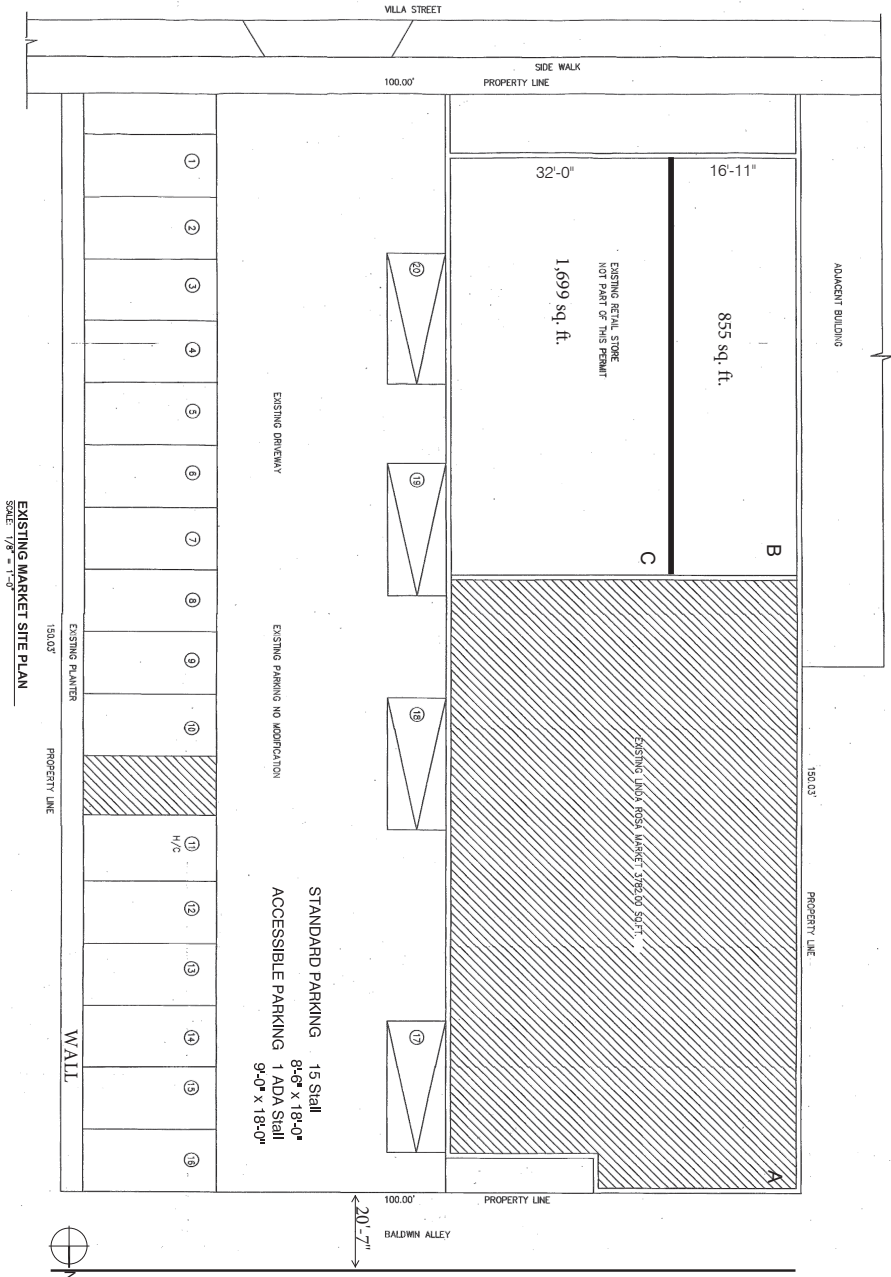 VILLA STREET
SIDE WALK
100.00'
PROPERTY LINE
32'-0"
16'-11"
EXISTING RETAIL STORE
NOT PART OF THIS PERMIT
1,699 sq. ft.
855 sq. ft.
ADJACENT BUILDING
B
C
EXISTING LINDA ROSA MARKET 3782.00 SQ.FT.
A
150.03'
PROPERTY LINE
1
2
3
4
5
6
7
8
9
10
11
H/C
12
13
14
15
16
20
19
18
17
EXISTING DRIVEWAY
EXISTING PARKING NO MODIFICATION
STANDARD PARKING 15 Stall
8'-6" x 18'-0"
ACCESSIBLE PARKING 1 ADA Stall
9'-0" x 18'-0"
EXISTING PLANTER
WALL
150.03'
PROPERTY LINE
EXISTING MARKET SITE PLAN
SCALE: 1/8" = 1'-0"
100.00'
PROPERTY LINE
20'-7"
BALDWIN ALLEY
N